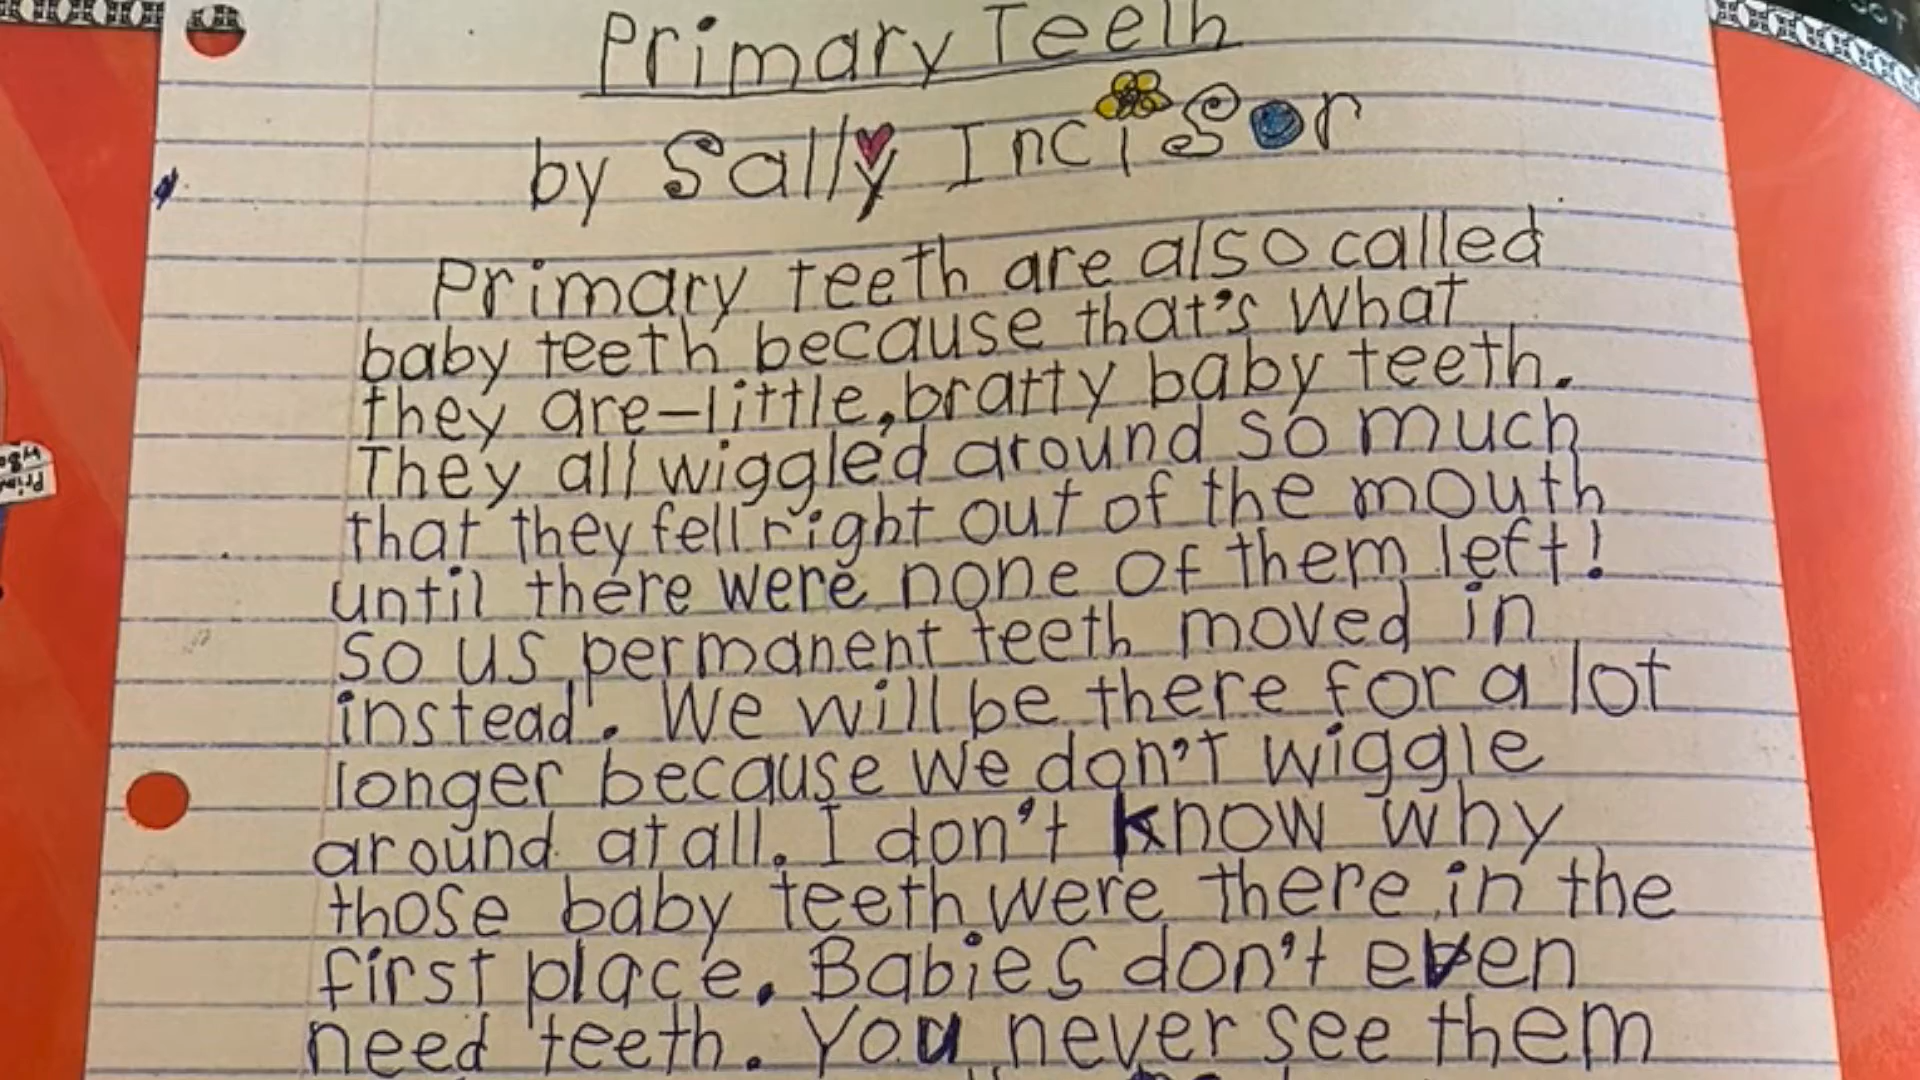 Primary Teeth
by Sally Incisor
Primary teeth are also called
baby teeth because that's what
they are—little, bratty baby teeth.
They all wiggled around so much
that they fell right out of the mouth
until there were none of them left!
So us permanent teeth moved in
instead. We will be there for a lot
longer because we don't wiggle
around at all. I don't know why
those baby teeth were there in the
first place. Babies don't even
need teeth. You never see them